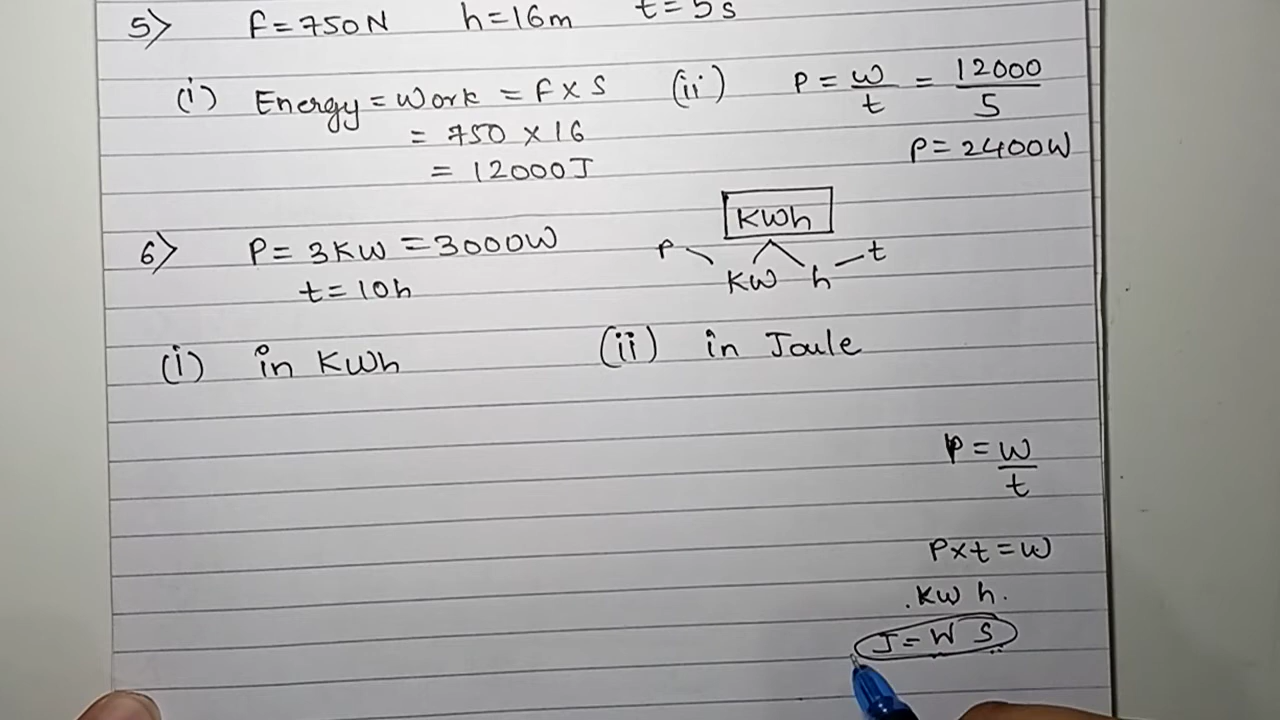 5) F = 750N h = 16m t = 5s
(i) Energy = Work = F x S
= 750 x 16
= 12000J
(ii) P = W/t = 12000/5
P = 2400W
6) P = 3KW = 3000W
t = 10h
KWh
P KW h t
(i) in KWh
(ii) in Joule
P = W/t
P x t = W
. KW h.
J = W S